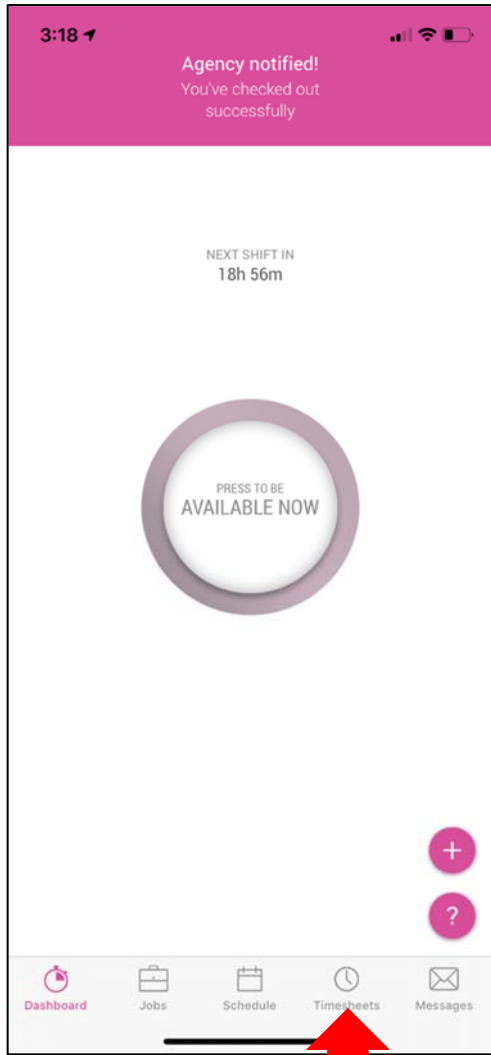 3:18
Agency notified!
You've checked out
successfully
NEXT SHIFT IN
18h 56m
PRESS TO BE
AVAILABLE NOW
+
?
Dashboard Jobs Schedule Timesheets Messages